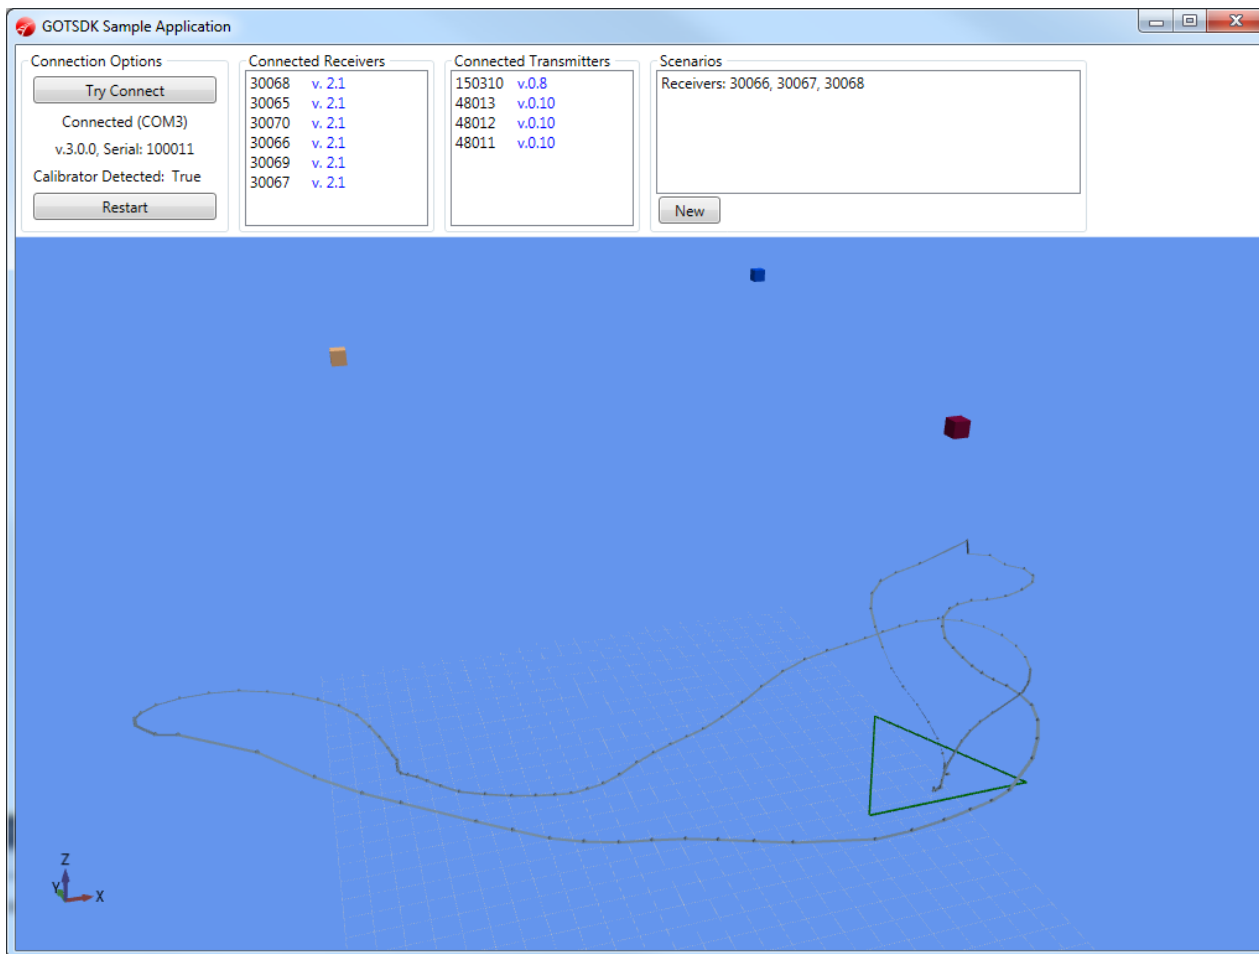 GOTSDK Sample Application
Connection Options
Try Connect
Connected (COM3)
v.3.0.0, Serial: 100011
Calibrator Detected: True
Restart
Connected Receivers
30068 v. 2.1
30065 v. 2.1
30070 v. 2.1
30066 v. 2.1
30069 v. 2.1
30067 v. 2.1
Connected Transmitters
150310 v.0.8
48013 v.0.10
48012 v.0.10
48011 v.0.10
Scenarios
Receivers: 30066, 30067, 30068
New
Z
Y
X